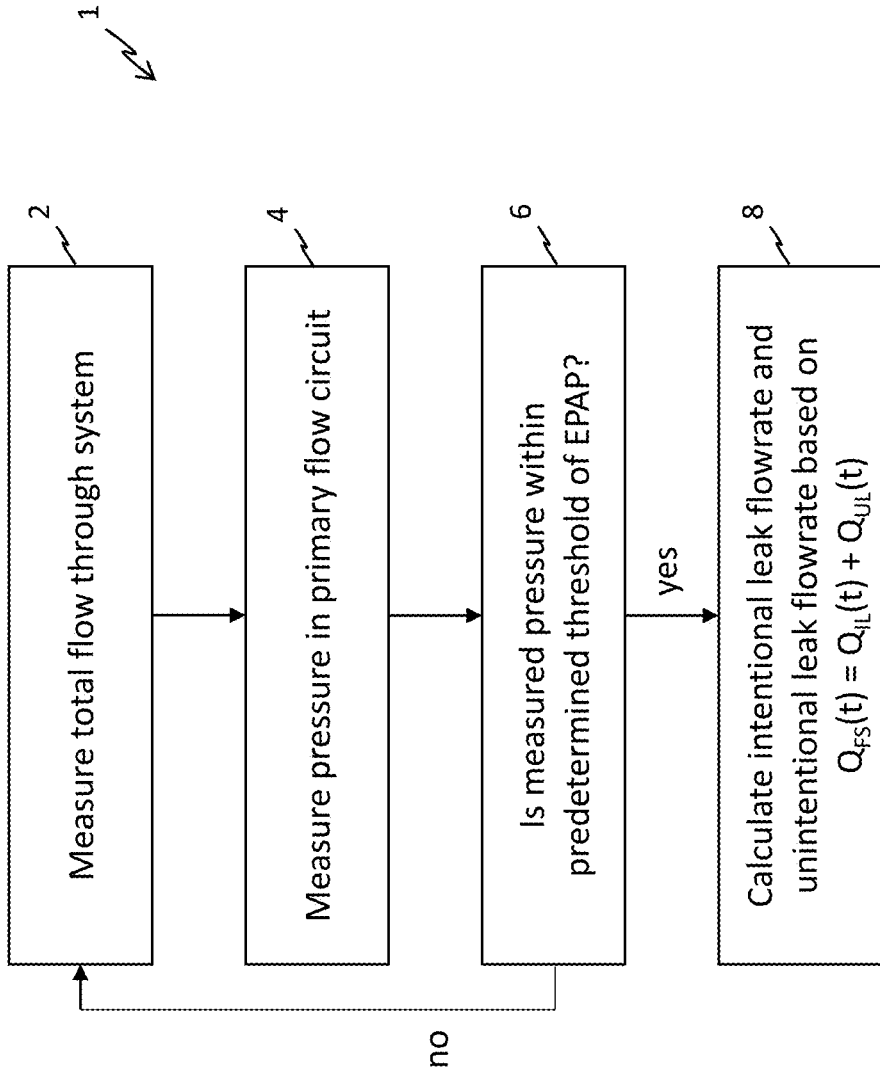 1
2
Measure total flow through system
4
Measure pressure in primary flow circuit
6
Is measured pressure within
predetermined threshold of EPAP?
no
yes
8
Calculate intentional leak flowrate and
unintentional leak flowrate based on
Q_FS(t) = Q_IL(t) + Q_UL(t)